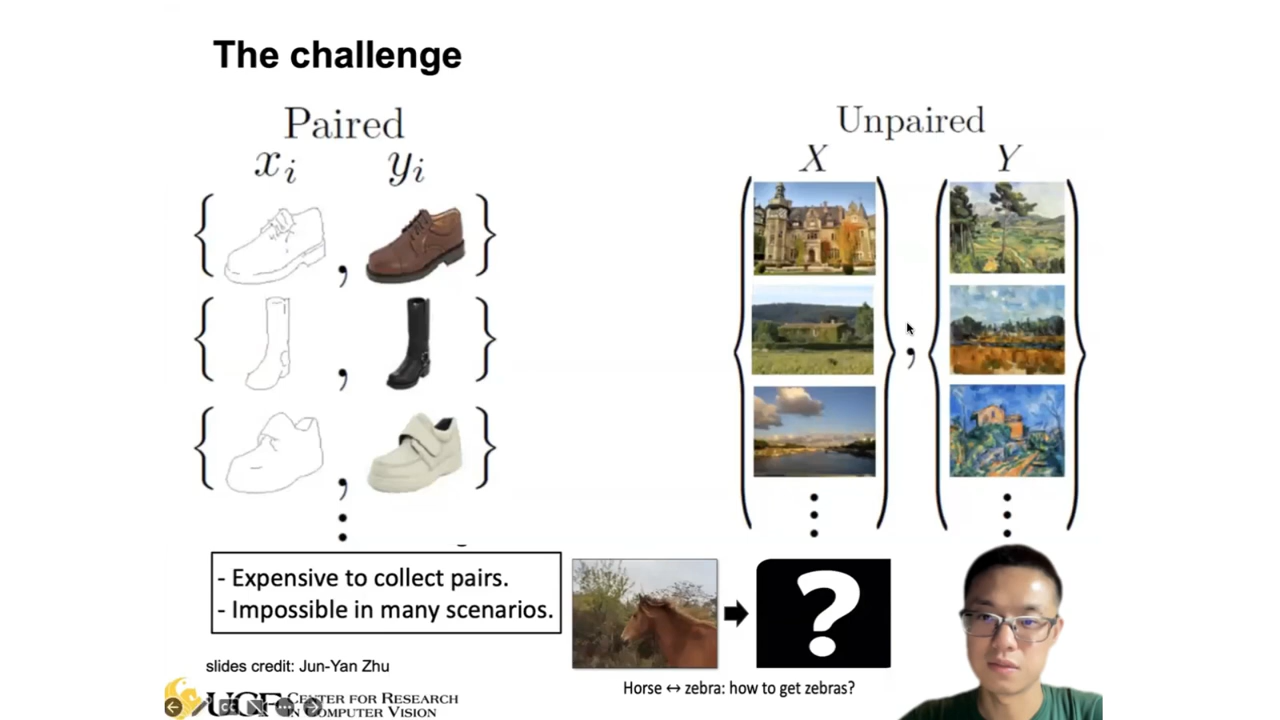 The challenge
Paired
x_i y_i
{ , }
{ , }
{ , }
⋮
Unpaired
X Y
{ ⋮ } , { ⋮ }
- Expensive to collect pairs.
- Impossible in many scenarios.
?
Horse ↔ zebra: how to get zebras?
slides credit: Jun-Yan Zhu
UCF CENTER FOR RESEARCH
IN COMPUTER VISION